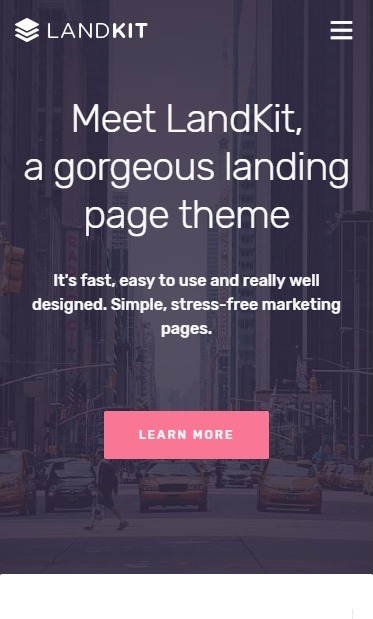 LANDKIT
Meet LandKit,
a gorgeous landing
page theme
It's fast, easy to use and really well
designed. Simple, stress-free marketing
pages.
LEARN MORE